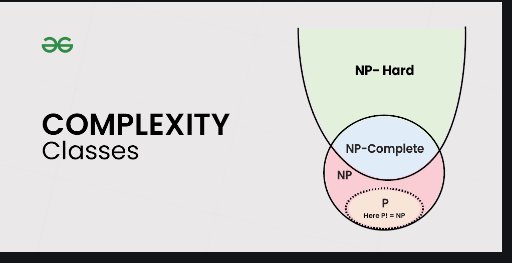 COMPLEXITY
Classes
NP- Hard
NP-Complete
NP
P
Here P! = NP